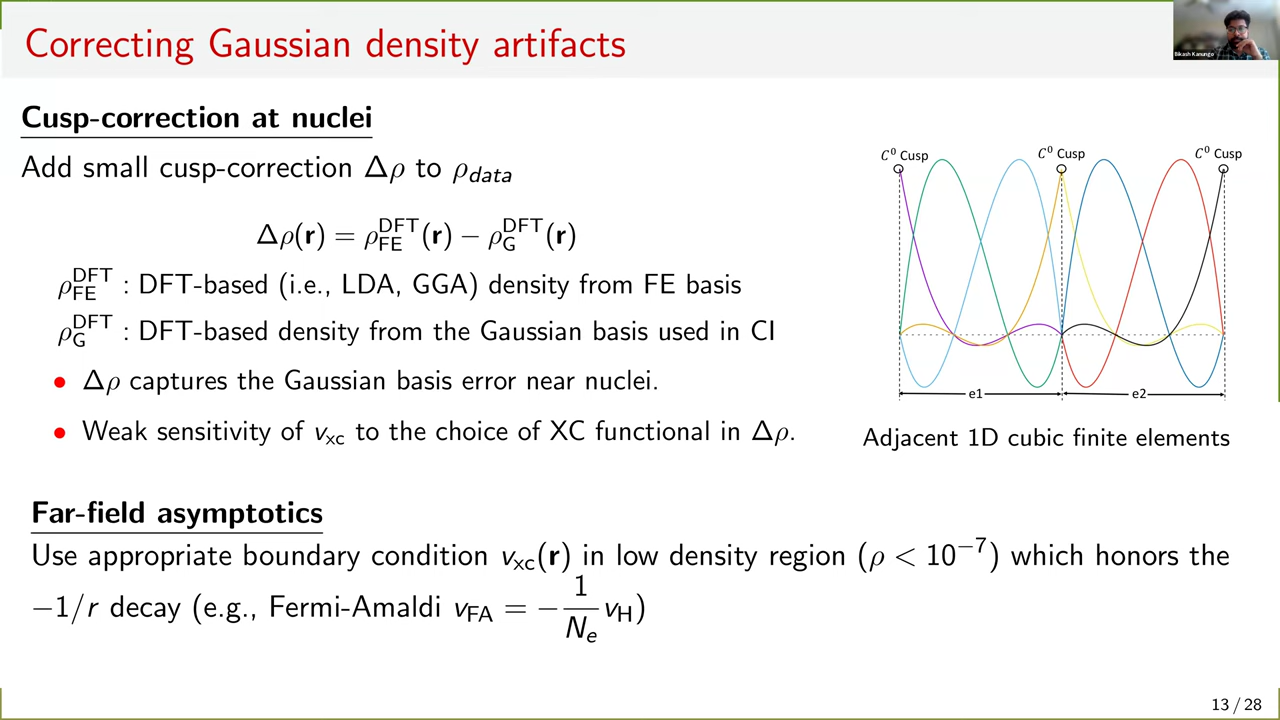 Correcting Gaussian density artifacts
Bikash Kanungo
Cusp-correction at nuclei
Add small cusp-correction Δρ to ρ_data
Δρ(r) = ρ_FE^DFT(r) − ρ_G^DFT(r)
ρ_FE^DFT : DFT-based (i.e., LDA, GGA) density from FE basis
ρ_G^DFT : DFT-based density from the Gaussian basis used in CI
• Δρ captures the Gaussian basis error near nuclei.
• Weak sensitivity of v_xc to the choice of XC functional in Δρ.
C⁰ Cusp
C⁰ Cusp
C⁰ Cusp
e1
e2
Adjacent 1D cubic finite elements
Far-field asymptotics
Use appropriate boundary condition v_xc(r) in low density region (ρ < 10⁻⁷) which honors the
−1/r decay (e.g., Fermi-Amaldi v_FA = −1/N_e v_H)
13 / 28